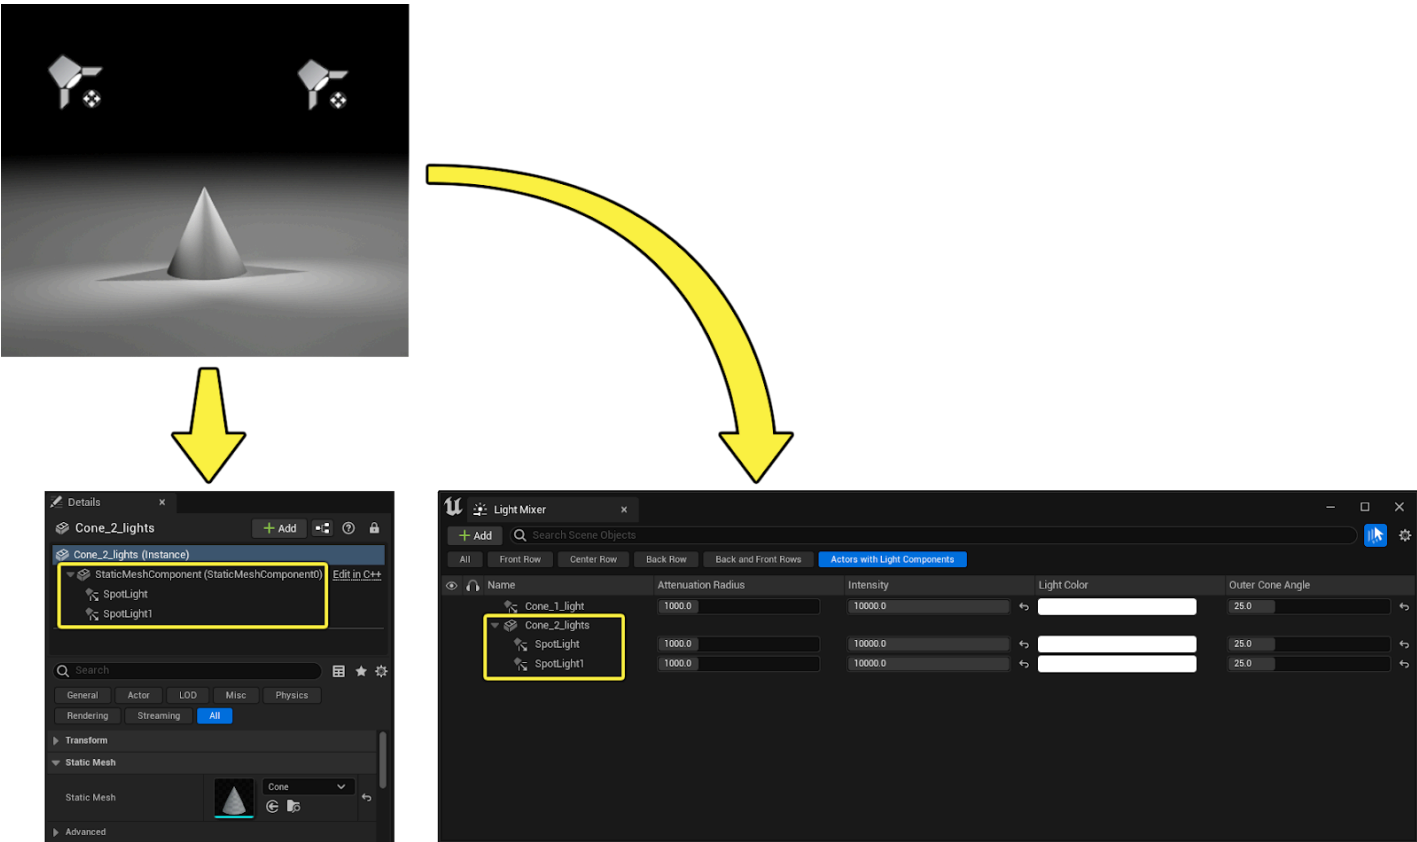 Details
Cone_2_lights
Add
Cone_2_lights (Instance)
StaticMeshComponent (StaticMeshComponent0) Edit in C++
SpotLight
SpotLight1
Search
General Actor LOD Misc Physics
Rendering Streaming All
Transform
Static Mesh
Static Mesh Cone
Advanced
Light Mixer
Add Search Scene Objects
All Front Row Center Row Back Row Back and Front Rows Actors with Light Components
Name Attenuation Radius Intensity Light Color Outer Cone Angle
Cone_1_light 1000.0 10000.0 25.0
Cone_2_lights
SpotLight 1000.0 10000.0 25.0
SpotLight1 1000.0 10000.0 25.0